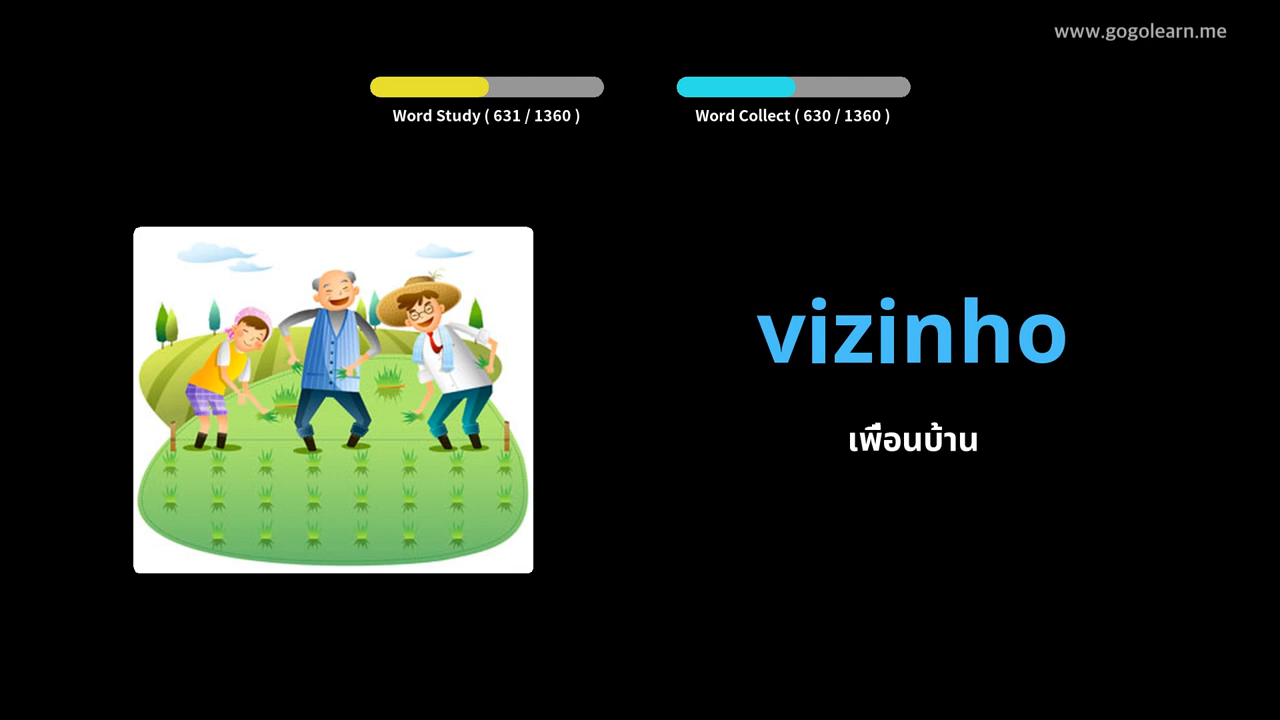 www.gogolearn.me
Word Study ( 631 / 1360 )
Word Collect ( 630 / 1360 )
vizinho
เพื่อนบ้าน